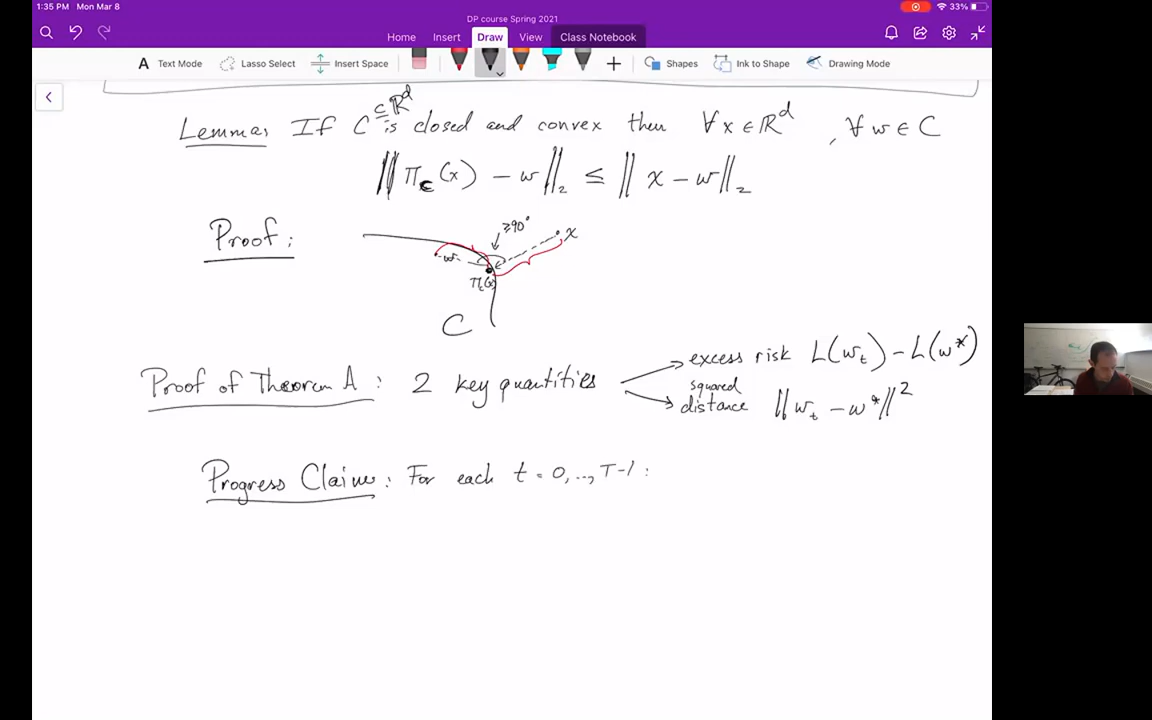 1:35 PM Mon Mar 8
33%
DP course Spring 2021
Home Insert Draw View Class Notebook
A Text Mode Lasso Select Insert Space Shapes Ink to Shape Drawing Mode
Lemma: If C ⊆ ℝ^d is closed and convex then ∀x ∈ ℝ^d, ∀w ∈ C
‖Π_C(x) − w‖₂ ≤ ‖x − w‖₂
Proof:
≥90°
x
w
Π_C(x)
C
Proof of Theorem A: 2 key quantities
excess risk L(w_t) − L(w*)
squared
distance ‖w_t − w*‖²
Progress Claim: For each t = 0, ..., T−1: